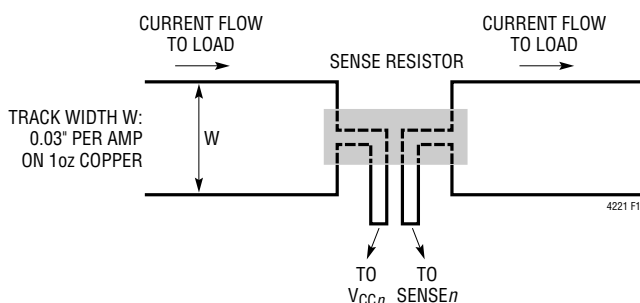 CURRENT FLOW
TO LOAD
CURRENT FLOW
TO LOAD
SENSE RESISTOR
TRACK WIDTH W:
0.03" PER AMP
ON 1oz COPPER
W
4221 F1
TO
VCCn
TO
SENSEn